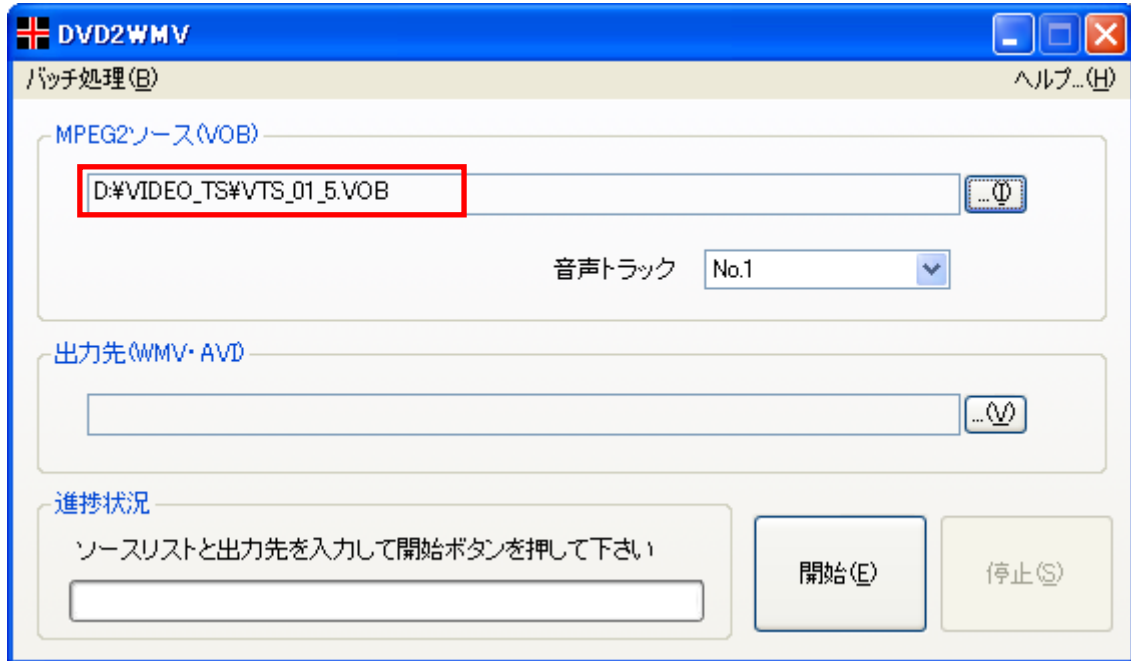 DVD2WMV
バッチ処理(B) ヘルプ...(H)
MPEG2ソース(VOB)
D:¥VIDEO_TS¥VTS_01_5.VOB ...(I)
音声トラック No.1
出力先(WMV・AVI)
...(V)
進捗状況
ソースリストと出力先を入力して開始ボタンを押して下さい
開始(E) 停止(S)